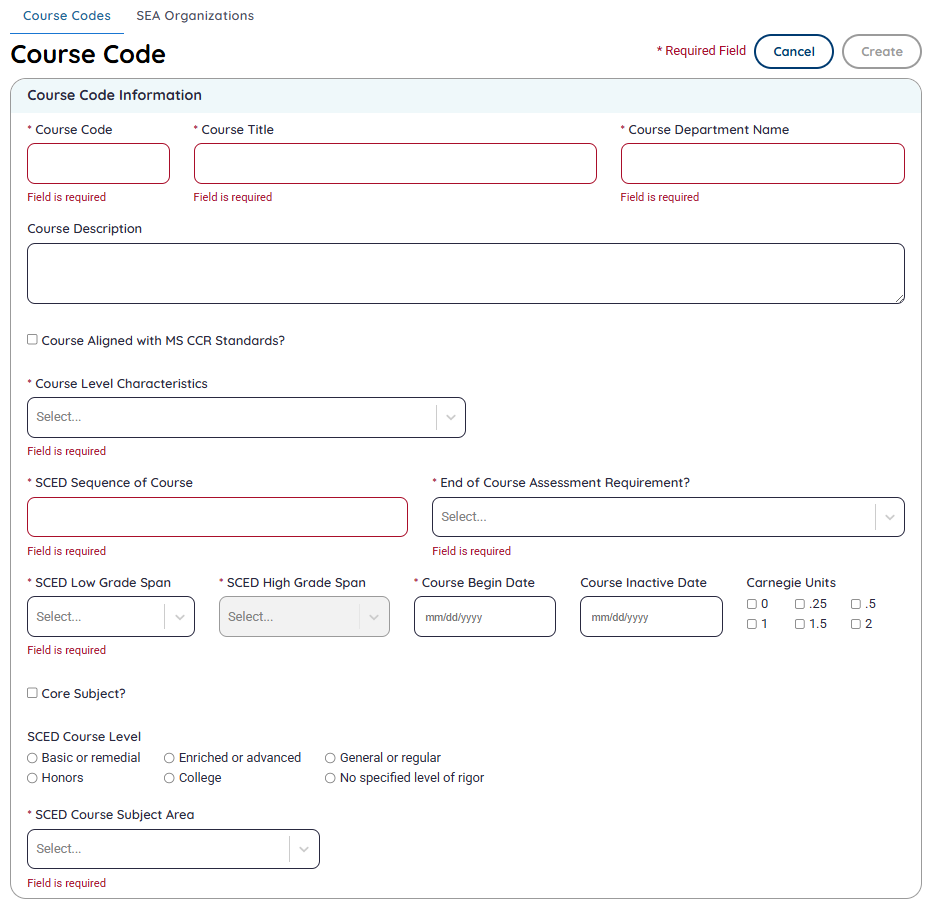 Course Codes SEA Organizations
Course Code
* Required Field Cancel Create
Course Code Information
* Course Code * Course Title * Course Department Name
Field is required Field is required Field is required
Course Description
Course Aligned with MS CCR Standards?
* Course Level Characteristics
Select...
Field is required
* SCED Sequence of Course * End of Course Assessment Requirement?
Select...
Field is required Field is required
* SCED Low Grade Span * SCED High Grade Span * Course Begin Date Course Inactive Date Carnegie Units
0 .25 .5
Select... Select... mm/dd/yyyy mm/dd/yyyy
1 1.5 2
Field is required
Core Subject?
SCED Course Level
Basic or remedial Enriched or advanced General or regular
Honors College No specified level of rigor
* SCED Course Subject Area
Select...
Field is required